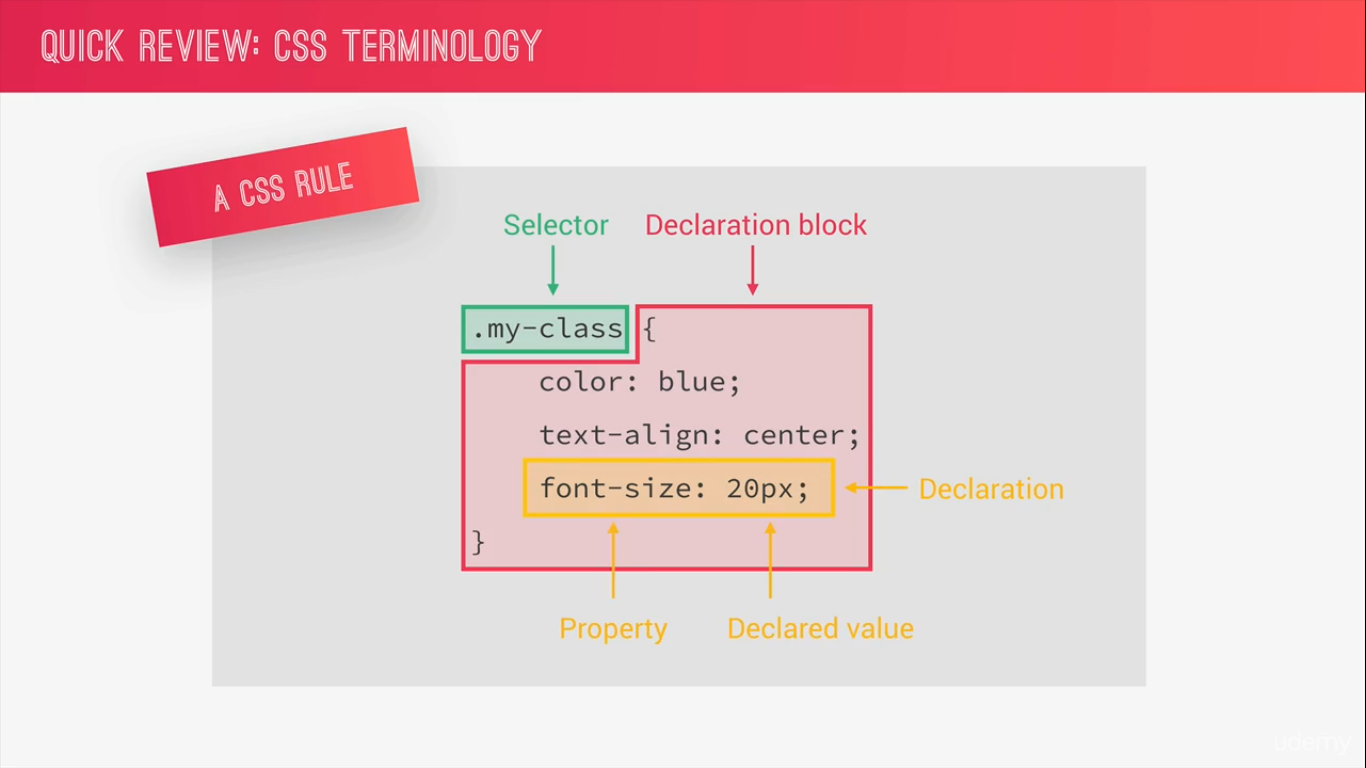 QUICK REVIEW: CSS TERMINOLOGY
A CSS RULE
Selector Declaration block
.my-class {
color: blue;
text-align: center;
font-size: 20px; Declaration
}
Property Declared value
udemy